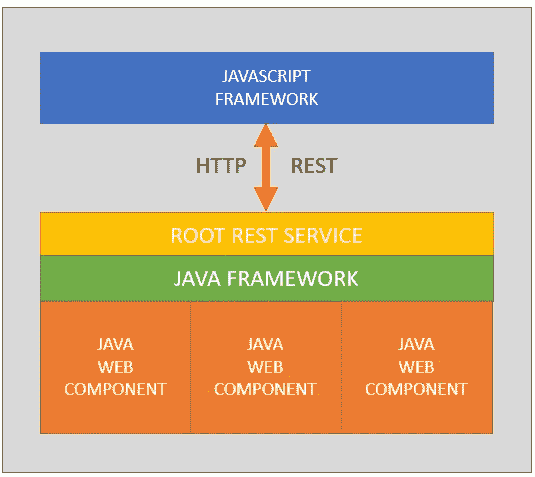 JAVASCRIPT
FRAMEWORK
HTTP REST
ROOT REST SERVICE
JAVA FRAMEWORK
JAVA
WEB
COMPONENT
JAVA
WEB
COMPONENT
JAVA
WEB
COMPONENT